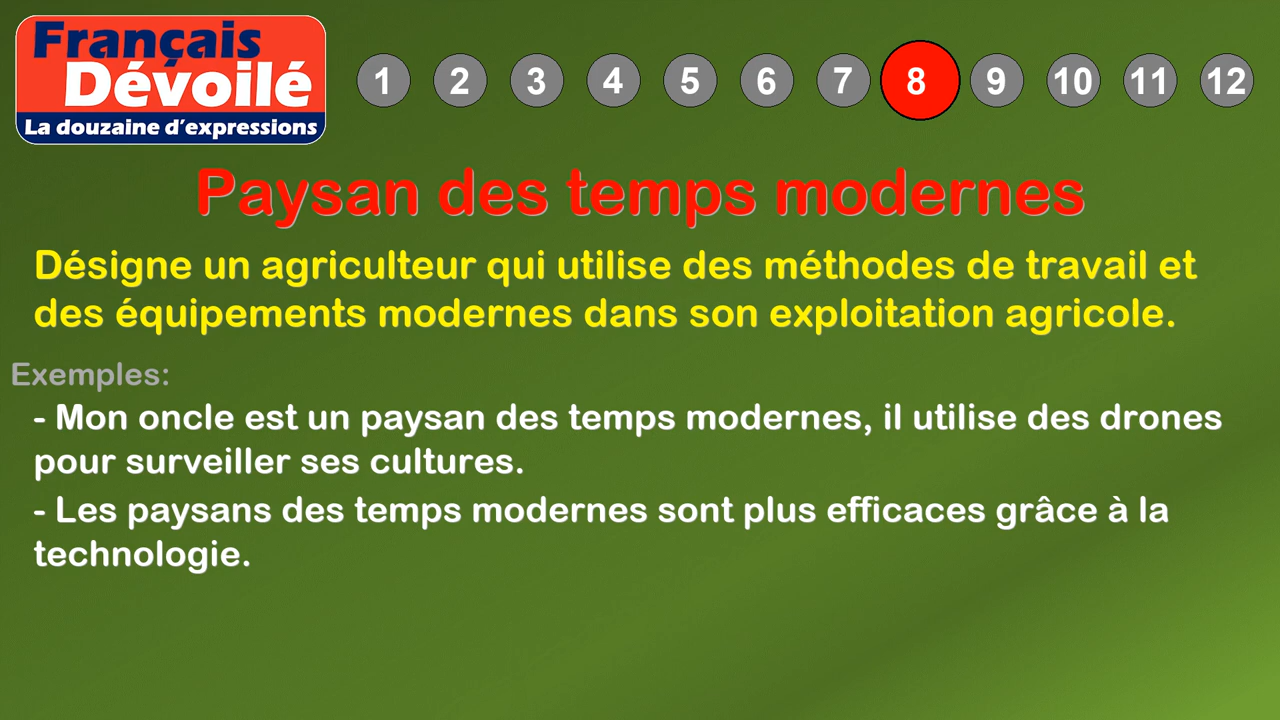 Français
Dévoilé
La douzaine d'expressions
1 2 3 4 5 6 7 8 9 10 11 12
Paysan des temps modernes
Désigne un agriculteur qui utilise des méthodes de travail et
des équipements modernes dans son exploitation agricole.
Exemples:
- Mon oncle est un paysan des temps modernes, il utilise des drones
pour surveiller ses cultures.
- Les paysans des temps modernes sont plus efficaces grâce à la
technologie.